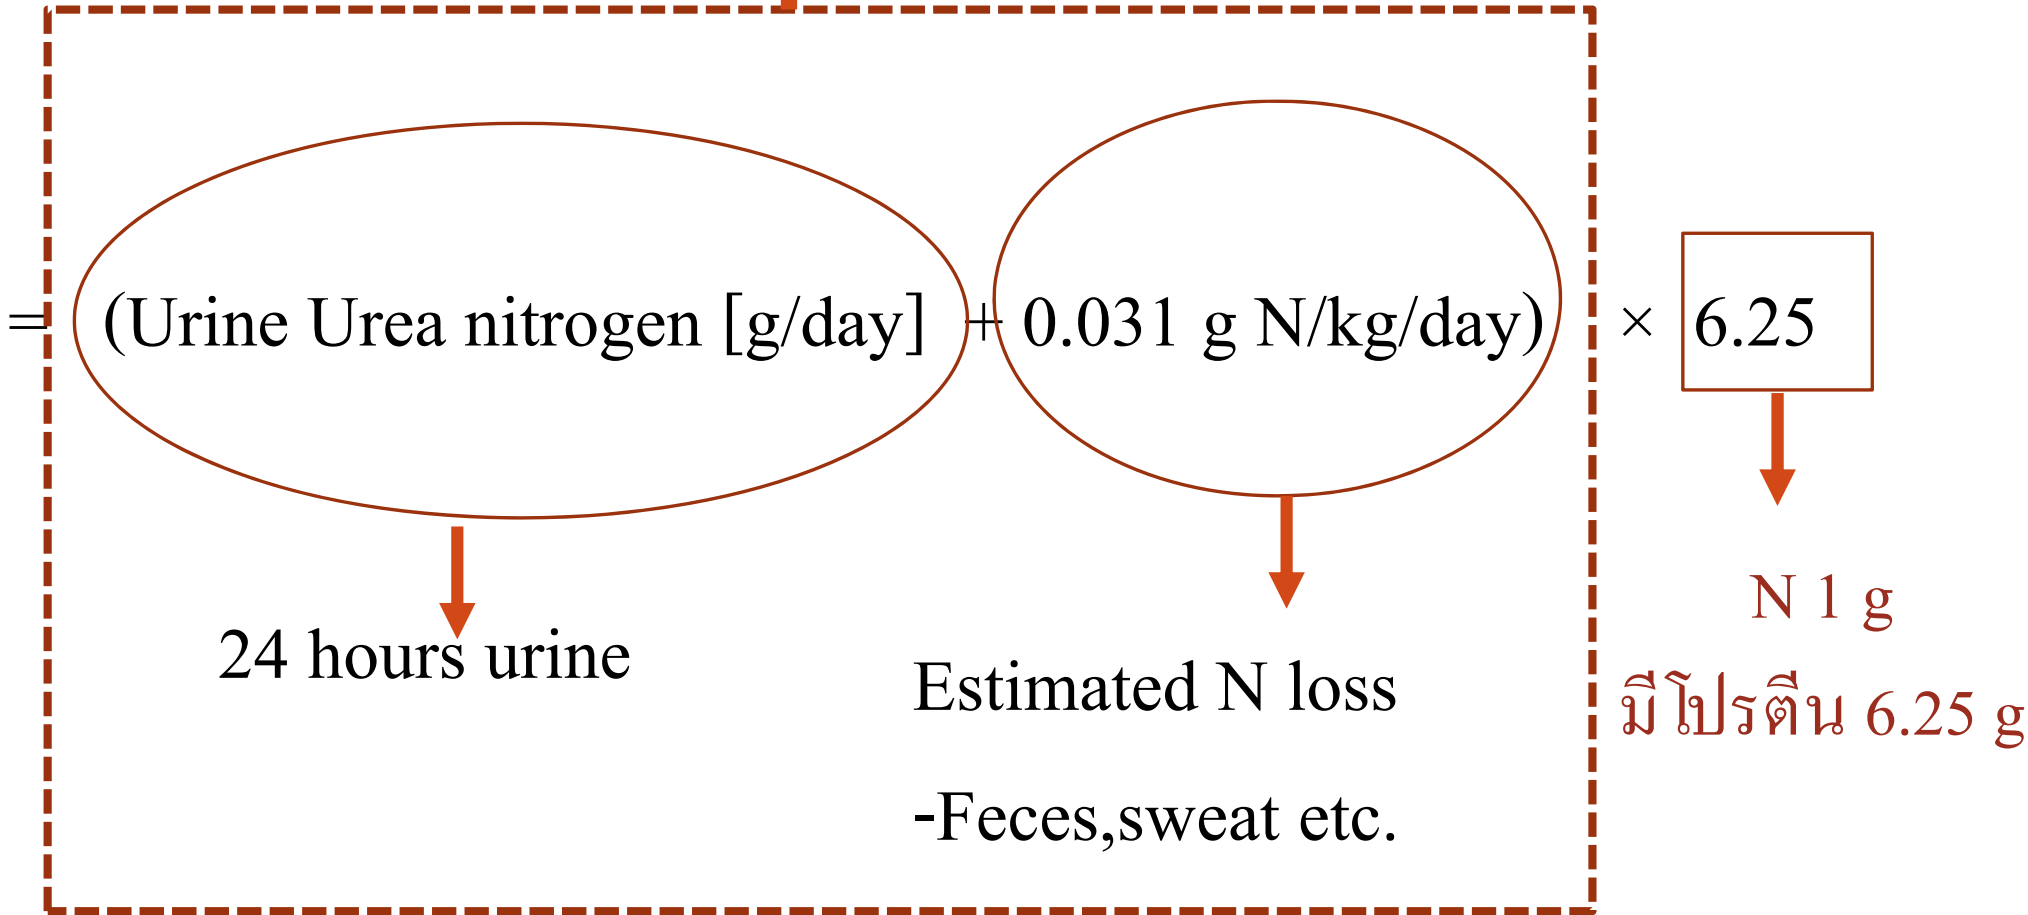 = (Urine Urea nitrogen [g/day] + 0.031 g N/kg/day) × 6.25
24 hours urine
Estimated N loss
-Feces,sweat etc.
N 1 g
มีโปรตีน 6.25 g